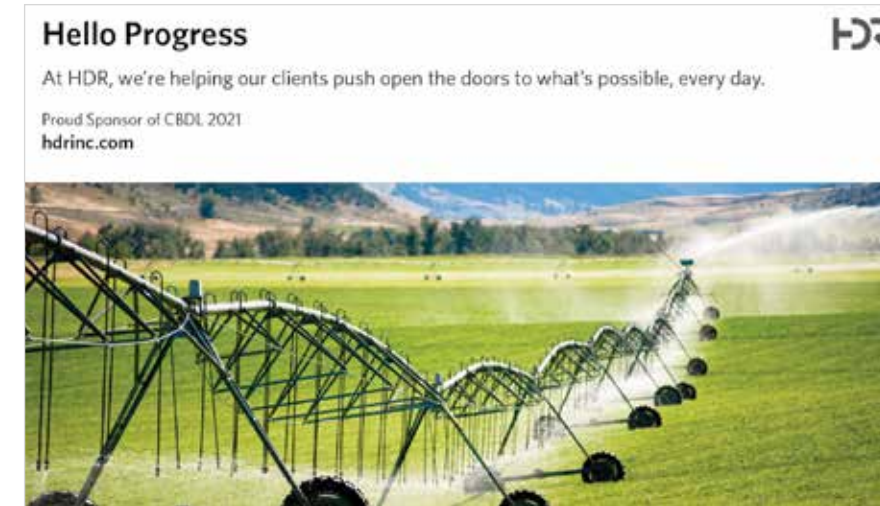 Hello Progress
HDR
At HDR, we're helping our clients push open the doors to what's possible, every day.
Proud Sponsor of CBDL 2021
hdrinc.com